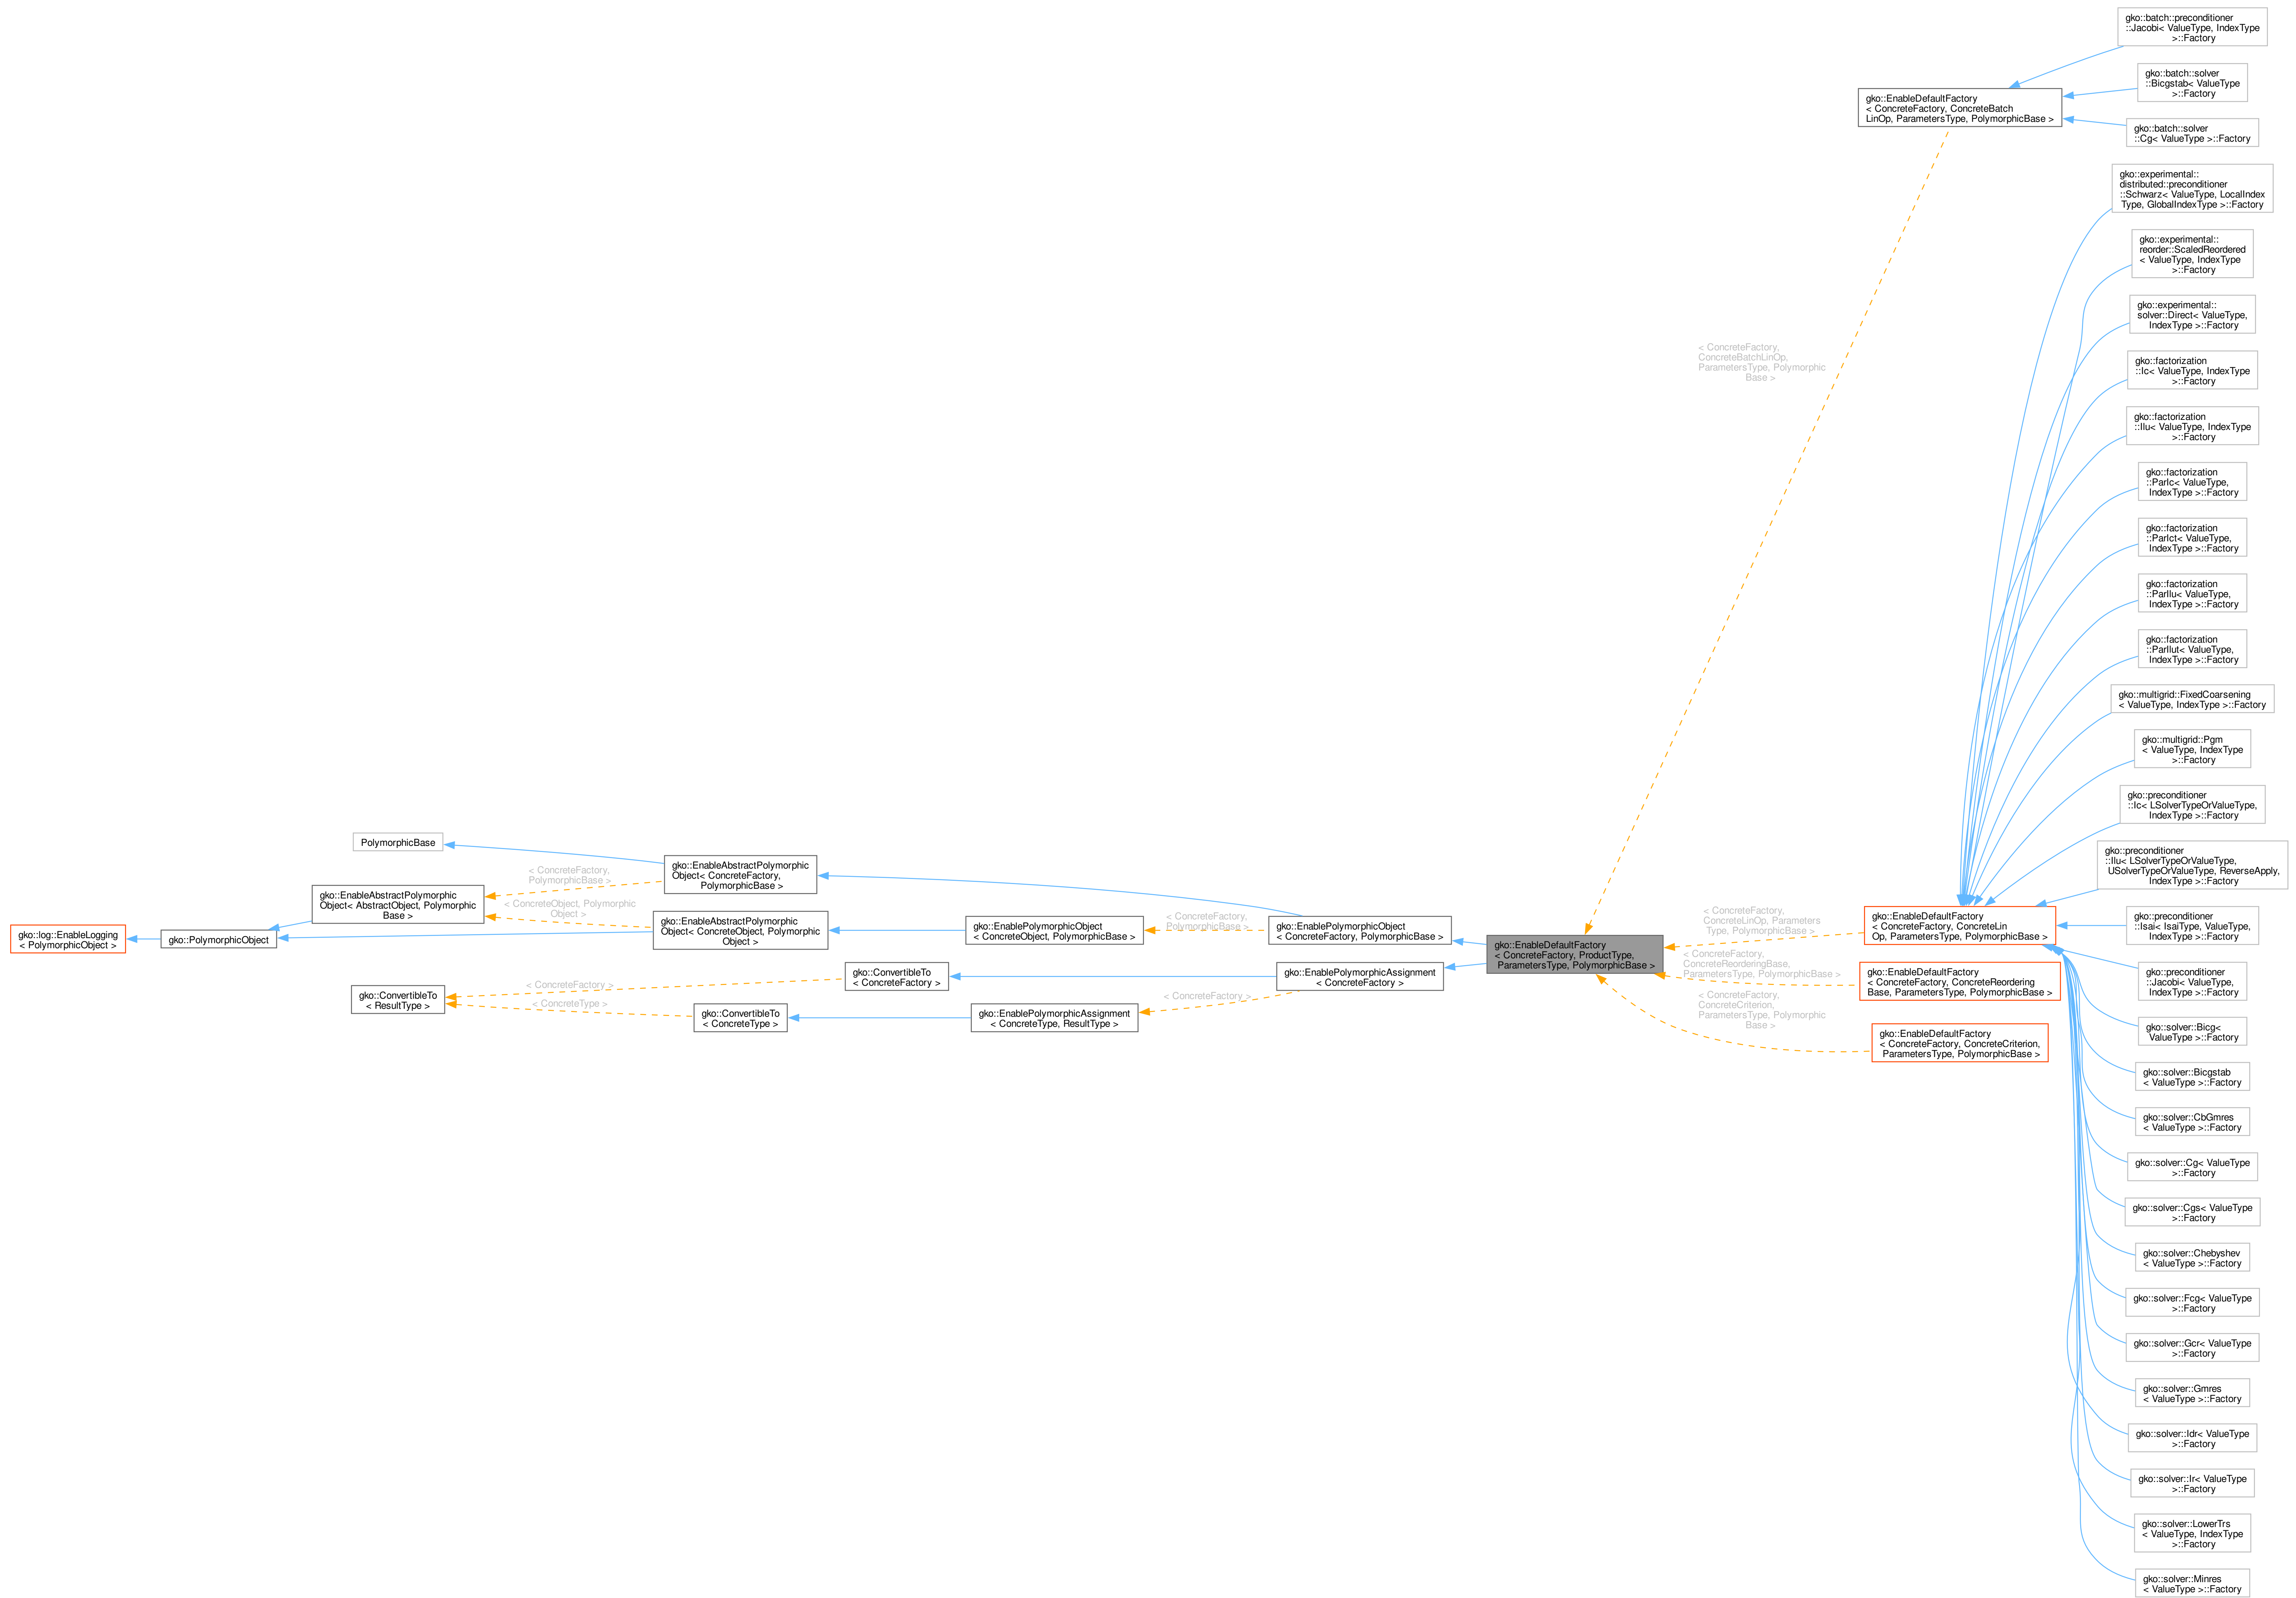 gko::log::EnableLogging
< PolymorphicObject >
gko::PolymorphicObject
PolymorphicBase
gko::EnableAbstractPolymorphic
Object< AbstractObject, Polymorphic
Base >
gko::ConvertibleTo
< ResultType >
< ConcreteFactory,
PolymorphicBase >
< ConcreteObject, Polymorphic
Object >
< ConcreteFactory >
< ConcreteType >
gko::EnableAbstractPolymorphic
Object< ConcreteFactory,
PolymorphicBase >
gko::EnableAbstractPolymorphic
Object< ConcreteObject, Polymorphic
Object >
gko::ConvertibleTo
< ConcreteFactory >
gko::ConvertibleTo
< ConcreteType >
gko::EnablePolymorphicObject
< ConcreteObject, PolymorphicBase >
gko::EnablePolymorphicAssignment
< ConcreteType, ResultType >
< ConcreteFactory,
PolymorphicBase >
< ConcreteFactory >
gko::EnablePolymorphicObject
< ConcreteFactory, PolymorphicBase >
gko::EnablePolymorphicAssignment
< ConcreteFactory >
gko::EnableDefaultFactory
< ConcreteFactory, ProductType,
ParametersType, PolymorphicBase >
< ConcreteFactory,
ConcreteBatchLinOp,
ParametersType, Polymorphic
Base >
< ConcreteFactory,
ConcreteLinOp, Parameters
Type, PolymorphicBase >
< ConcreteFactory,
ConcreteReorderingBase,
ParametersType, PolymorphicBase >
< ConcreteFactory,
ConcreteCriterion,
ParametersType, Polymorphic
Base >
gko::EnableDefaultFactory
< ConcreteFactory, ConcreteBatch
LinOp, ParametersType, PolymorphicBase >
gko::EnableDefaultFactory
< ConcreteFactory, ConcreteLin
Op, ParametersType, PolymorphicBase >
gko::EnableDefaultFactory
< ConcreteFactory, ConcreteReordering
Base, ParametersType, PolymorphicBase >
gko::EnableDefaultFactory
< ConcreteFactory, ConcreteCriterion,
ParametersType, PolymorphicBase >
gko::batch::preconditioner
::Jacobi< ValueType, IndexType
>::Factory
gko::batch::solver
::Bicgstab< ValueType
>::Factory
gko::batch::solver
::Cg< ValueType >::Factory
gko::experimental::
distributed::preconditioner
::Schwarz< ValueType, LocalIndex
Type, GlobalIndexType >::Factory
gko::experimental::
reorder::ScaledReordered
< ValueType, IndexType
>::Factory
gko::experimental::
solver::Direct< ValueType,
IndexType >::Factory
gko::factorization
::Ic< ValueType, IndexType
>::Factory
gko::factorization
::Ilu< ValueType, IndexType
>::Factory
gko::factorization
::ParIc< ValueType,
IndexType >::Factory
gko::factorization
::ParIct< ValueType,
IndexType >::Factory
gko::factorization
::ParIlu< ValueType,
IndexType >::Factory
gko::factorization
::ParIlut< ValueType,
IndexType >::Factory
gko::multigrid::FixedCoarsening
< ValueType, IndexType >::Factory
gko::multigrid::Pgm
< ValueType, IndexType
>::Factory
gko::preconditioner
::Ic< LSolverTypeOrValueType,
IndexType >::Factory
gko::preconditioner
::Ilu< LSolverTypeOrValueType,
USolverTypeOrValueType, ReverseApply,
IndexType >::Factory
gko::preconditioner
::Isai< IsaiType, ValueType,
IndexType >::Factory
gko::preconditioner
::Jacobi< ValueType,
IndexType >::Factory
gko::solver::Bicg<
ValueType >::Factory
gko::solver::Bicgstab
< ValueType >::Factory
gko::solver::CbGmres
< ValueType >::Factory
gko::solver::Cg< ValueType
>::Factory
gko::solver::Cgs< ValueType
>::Factory
gko::solver::Chebyshev
< ValueType >::Factory
gko::solver::Fcg< ValueType
>::Factory
gko::solver::Gcr< ValueType
>::Factory
gko::solver::Gmres
< ValueType >::Factory
gko::solver::Idr< ValueType
>::Factory
gko::solver::Ir< ValueType
>::Factory
gko::solver::LowerTrs
< ValueType, IndexType
>::Factory
gko::solver::Minres
< ValueType >::Factory